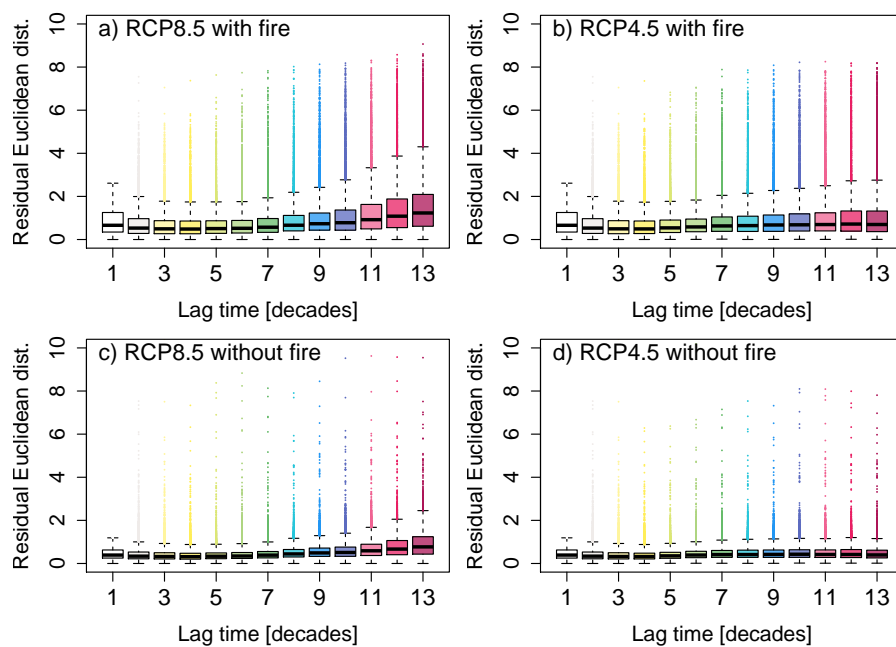 a) RCP8.5 with fire
Residual Euclidean dist.
0 2 4 6 8 10
1 3 5 7 9 11 13
Lag time [decades]
b) RCP4.5 with fire
Residual Euclidean dist.
0 2 4 6 8 10
1 3 5 7 9 11 13
Lag time [decades]
c) RCP8.5 without fire
Residual Euclidean dist.
0 2 4 6 8 10
1 3 5 7 9 11 13
Lag time [decades]
d) RCP4.5 without fire
Residual Euclidean dist.
0 2 4 6 8 10
1 3 5 7 9 11 13
Lag time [decades]